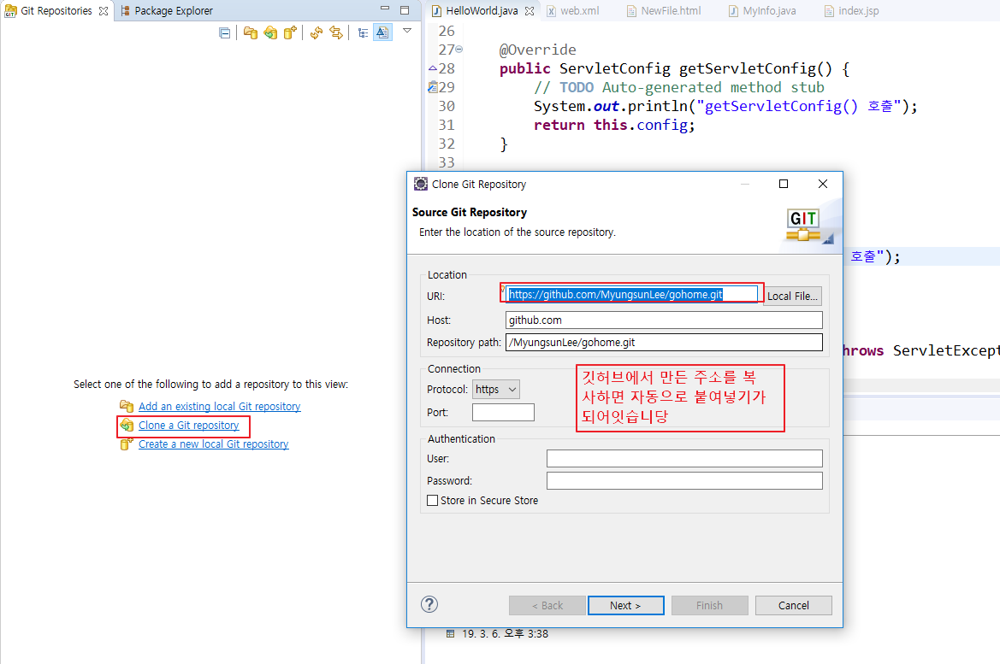 Git Repositories
Package Explorer
HelloWorld.java
web.xml
NewFile.html
MyInfo.java
index.jsp
26
27 @Override
28 public ServletConfig getServletConfig() {
29 // TODO Auto-generated method stub
30 System.out.println("getServletConfig() 호출");
31 return this.config;
32 }
33
호출");
hrows ServletExcept
Select one of the following to add a repository to this view:
Add an existing local Git repository
Clone a Git repository
Create a new local Git repository
Clone Git Repository
Source Git Repository
Enter the location of the source repository.
GIT
Location
URI: https://github.com/MyungsunLee/gohome.git Local File...
Host: github.com
Repository path: /MyungsunLee/gohome.git
Connection
Protocol: https
Port:
깃허브에서 만든 주소를 복
사하면 자동으로 붙여넣기가
되어잇습니당
Authentication
User:
Password:
Store in Secure Store
< Back Next > Finish Cancel
19. 3. 6. 오후 3:38